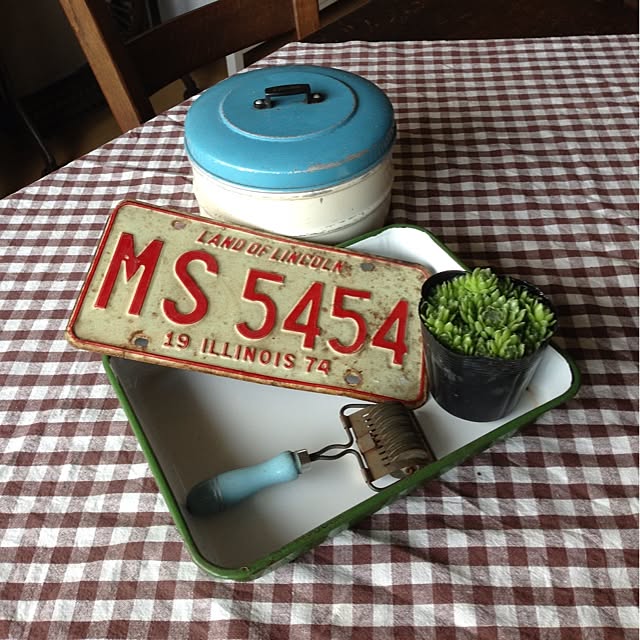 LAND OF LINCOLN
MS 5454
19 ILLINOIS 74